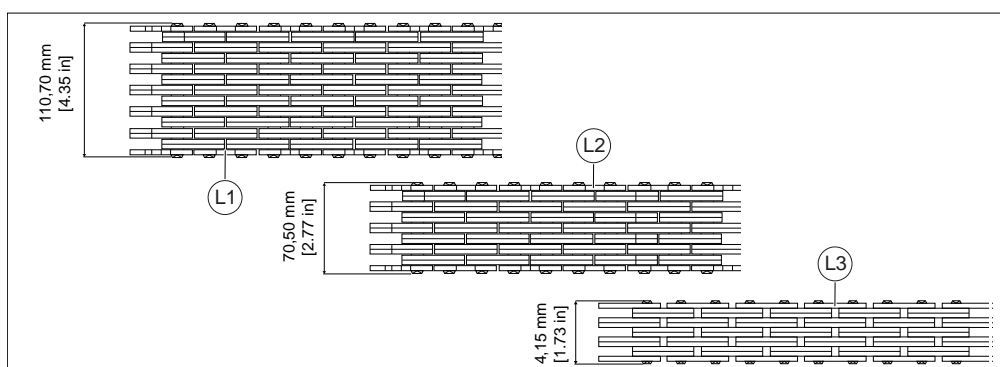 110,70 mm
[4.35 in]
L1
L2
70,50 mm
[2.77 in]
L3
4,15 mm
[1.73 in]